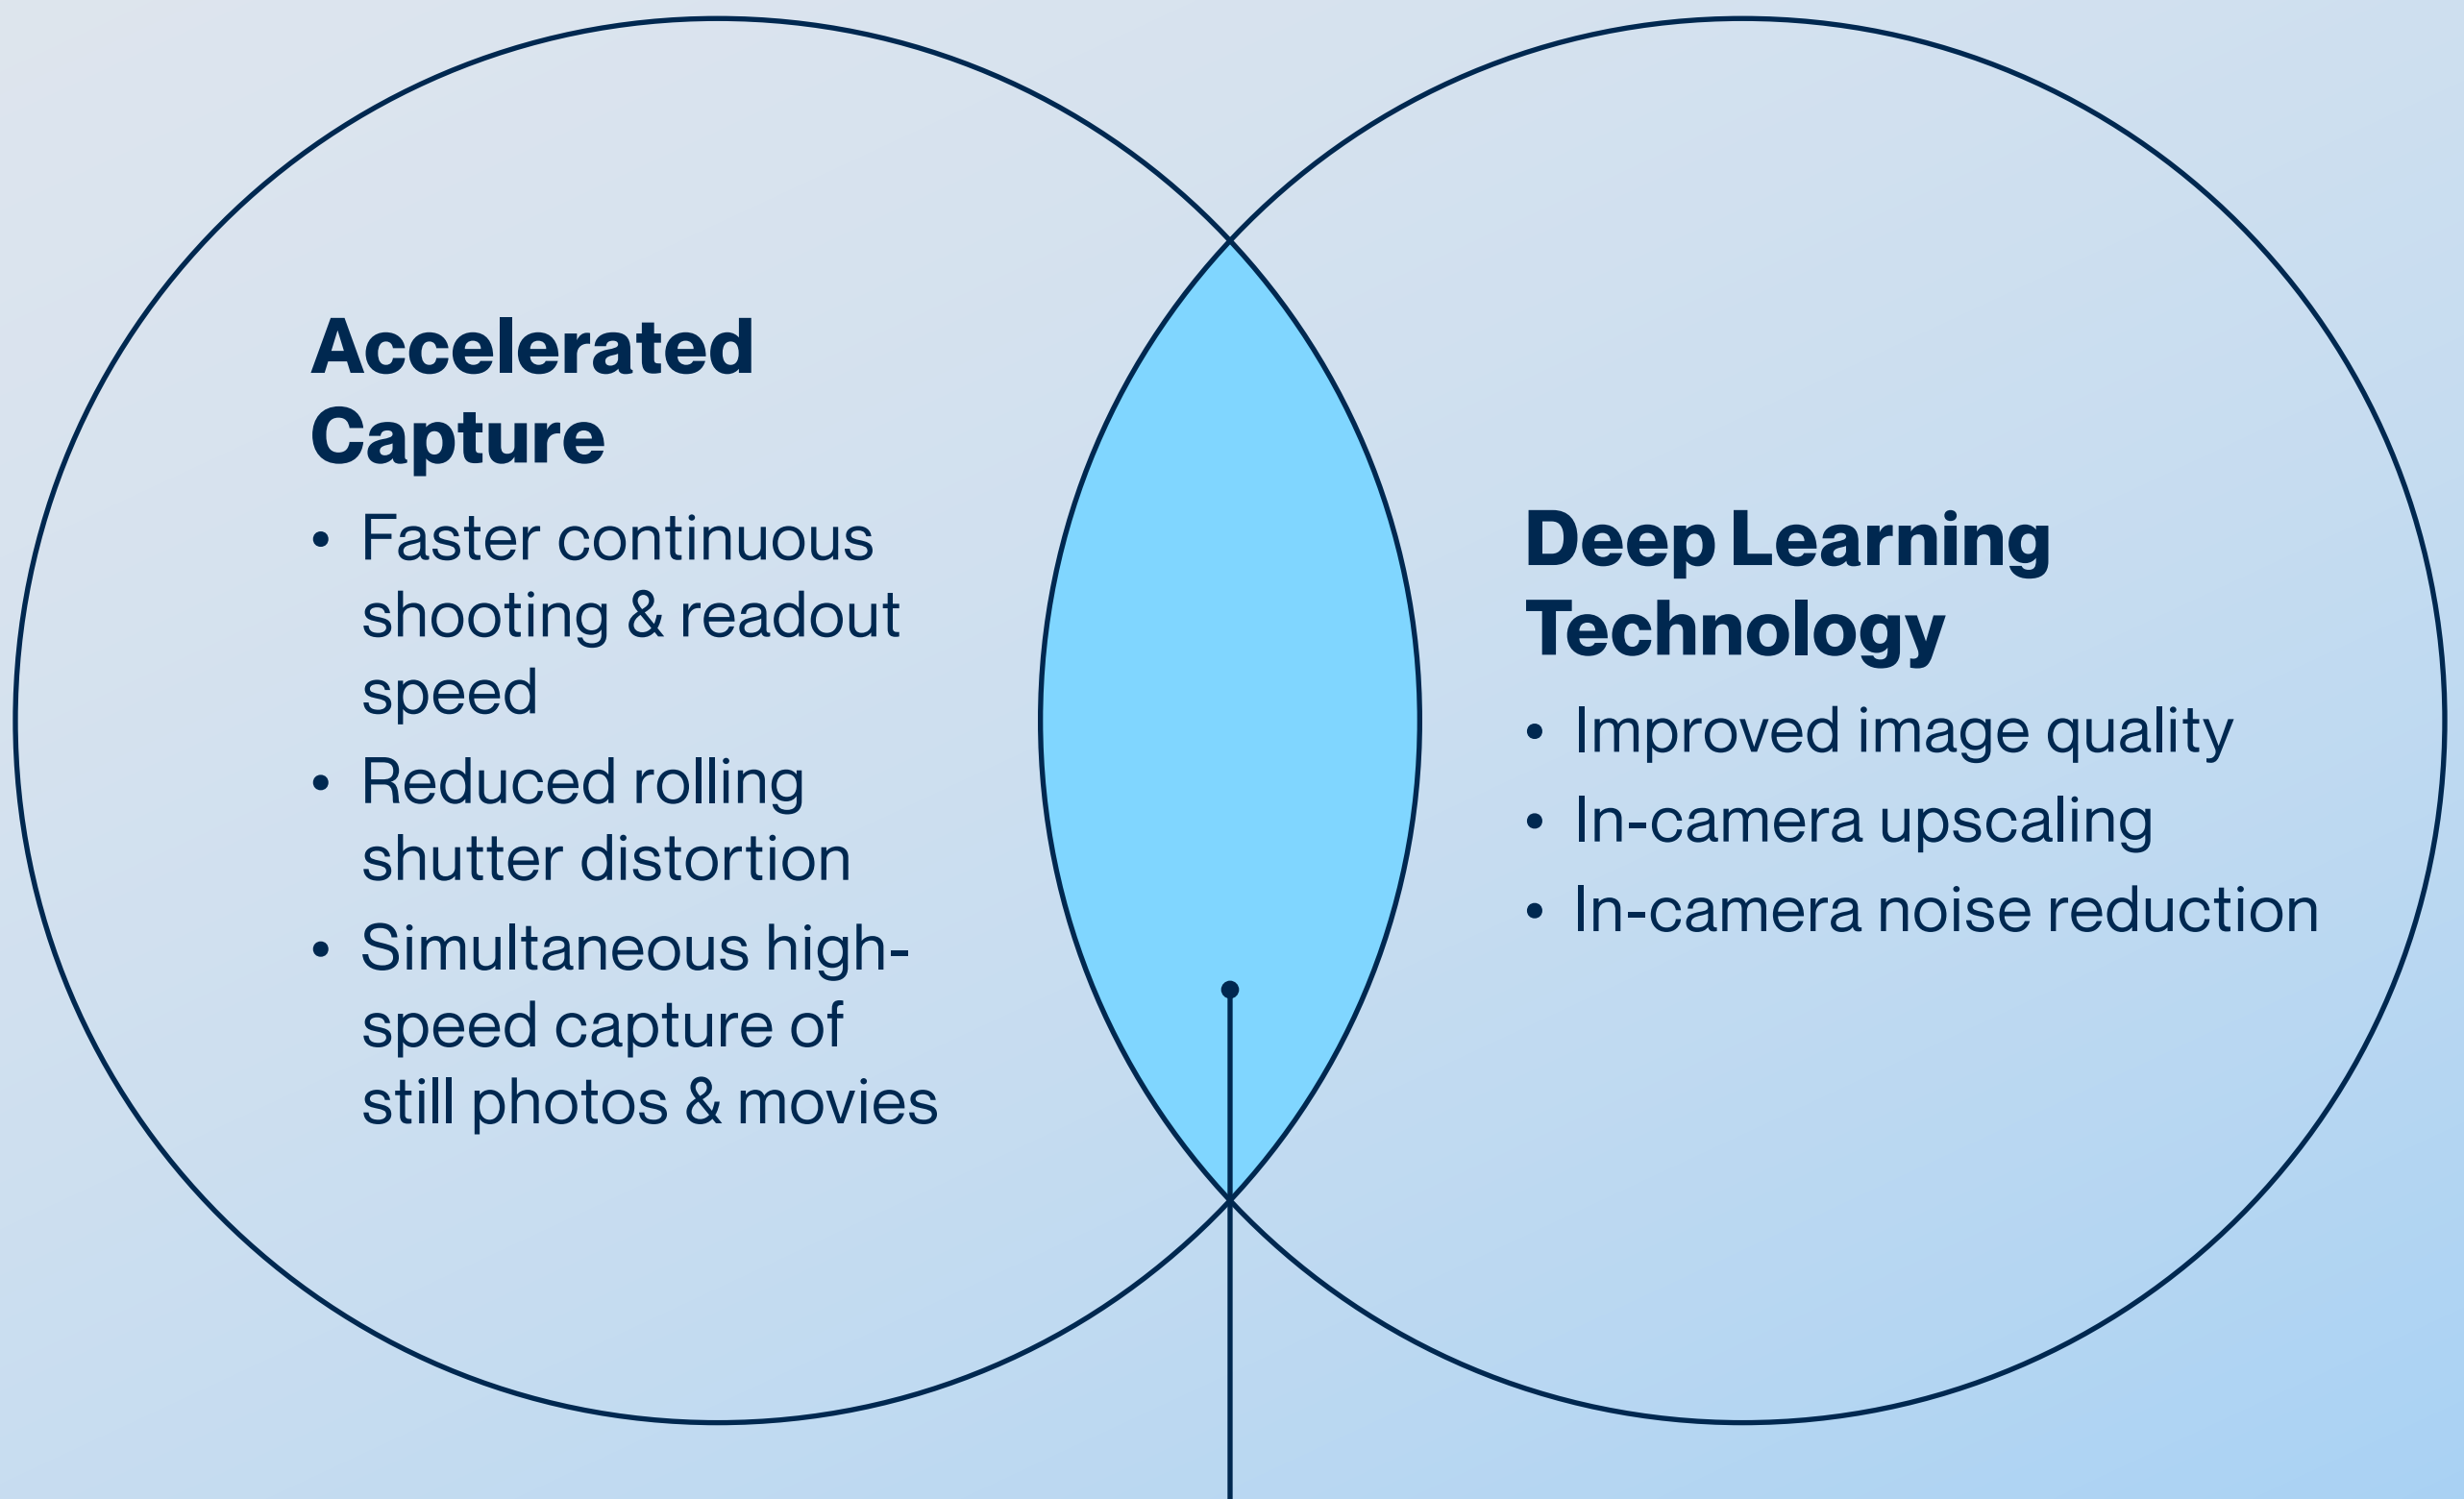 Accelerated
Capture
• Faster continuous
shooting & readout
speed
• Reduced rolling
shutter distortion
• Simultaneous high-
speed capture of
still photos & movies
Deep Learning
Technology
• Improved image quality
• In-camera upscaling
• In-camera noise reduction